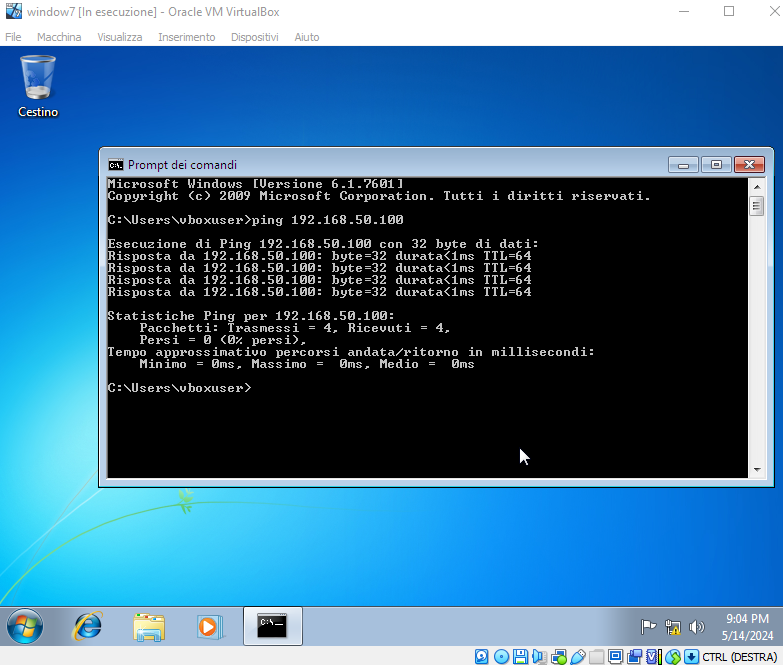 window7 [In esecuzione] - Oracle VM VirtualBox
File Macchina Visualizza Inserimento Dispositivi Aiuto
Cestino
Prompt dei comandi
Microsoft Windows [Versione 6.1.7601]
Copyright (c) 2009 Microsoft Corporation. Tutti i diritti riservati.
C:\Users\vboxuser>ping 192.168.50.100
Esecuzione di Ping 192.168.50.100 con 32 byte di dati:
Risposta da 192.168.50.100: byte=32 durata<1ms TTL=64
Risposta da 192.168.50.100: byte=32 durata<1ms TTL=64
Risposta da 192.168.50.100: byte=32 durata<1ms TTL=64
Risposta da 192.168.50.100: byte=32 durata<1ms TTL=64
Statistiche Ping per 192.168.50.100:
    Pacchetti: Trasmessi = 4, Ricevuti = 4,
    Persi = 0 (0% persi),
Tempo approssimativo percorsi andata/ritorno in millisecondi:
    Minimo = 0ms, Massimo =  0ms, Medio =  0ms
C:\Users\vboxuser>
9:04 PM
5/14/2024
CTRL (DESTRA)